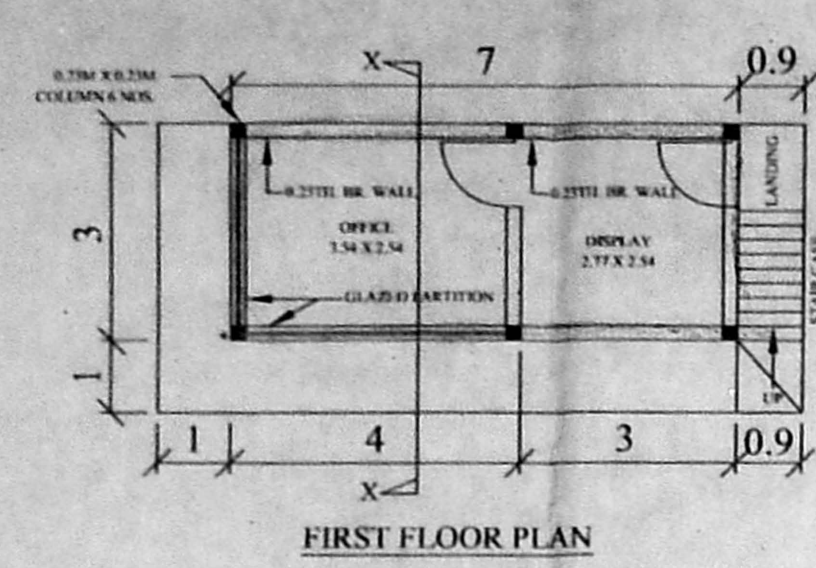 X
7
0.9
0.23M X 0.23M
COLUMN 6 NOS.
LANDING
0.23TH. BR. WALL
0.23TH. BR. WALL
OFFICE
3.54 X 2.54
DISPLAY
2.77 X 2.54
3
GLAZED PARTITION
STAIRCASE
1
UP
1
4
3
0.9
X
FIRST FLOOR PLAN